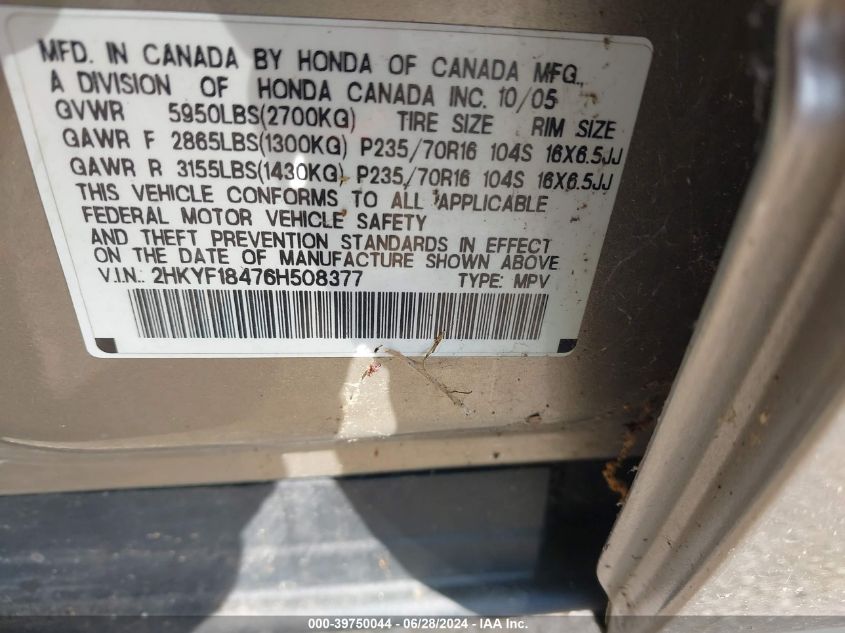 MFD. IN CANADA BY HONDA OF CANADA MFG.,
A DIVISION OF HONDA CANADA INC. 10/05
GVWR 5950LBS(2700KG) TIRE SIZE RIM SIZE
GAWR F 2865LBS(1300KG) P235/70R16 104S 16X6.5JJ
GAWR R 3155LBS(1430KG) P235/70R16 104S 16X6.5JJ
THIS VEHICLE CONFORMS TO ALL APPLICABLE
FEDERAL MOTOR VEHICLE SAFETY
AND THEFT PREVENTION STANDARDS IN EFFECT
ON THE DATE OF MANUFACTURE SHOWN ABOVE
V.I.N.: 2HKYF18476H508377 TYPE: MPV
000-39750044 - 06/28/2024 - IAA Inc.